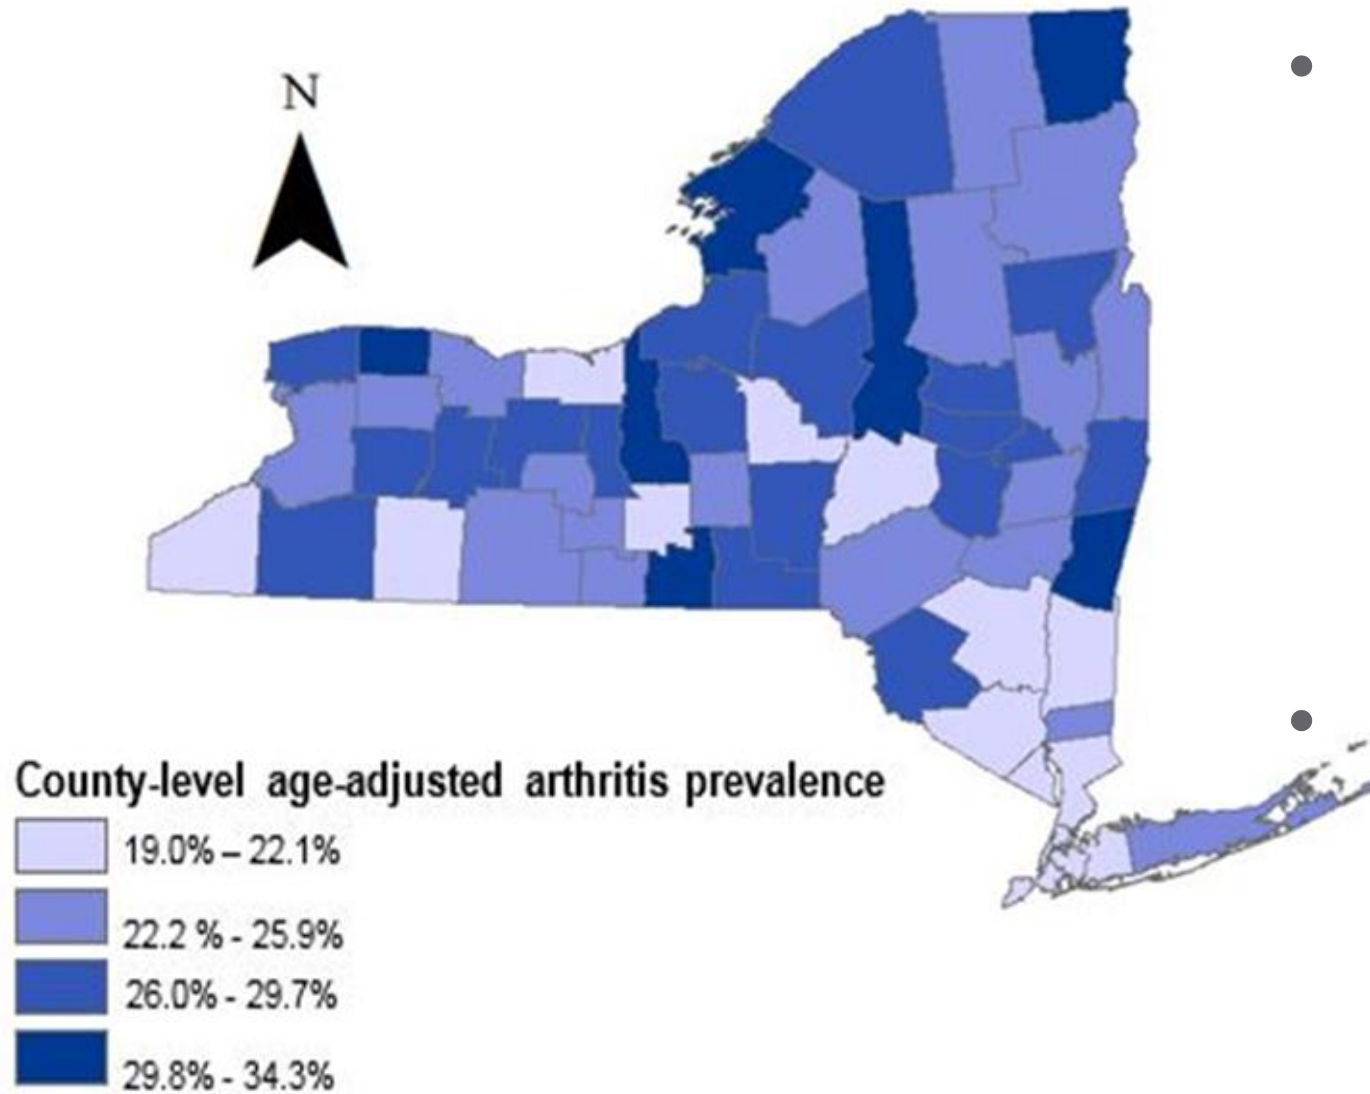 N
County-level age-adjusted arthritis prevalence
19.0% – 22.1%
22.2 % - 25.9%
26.0% - 29.7%
29.8% - 34.3%